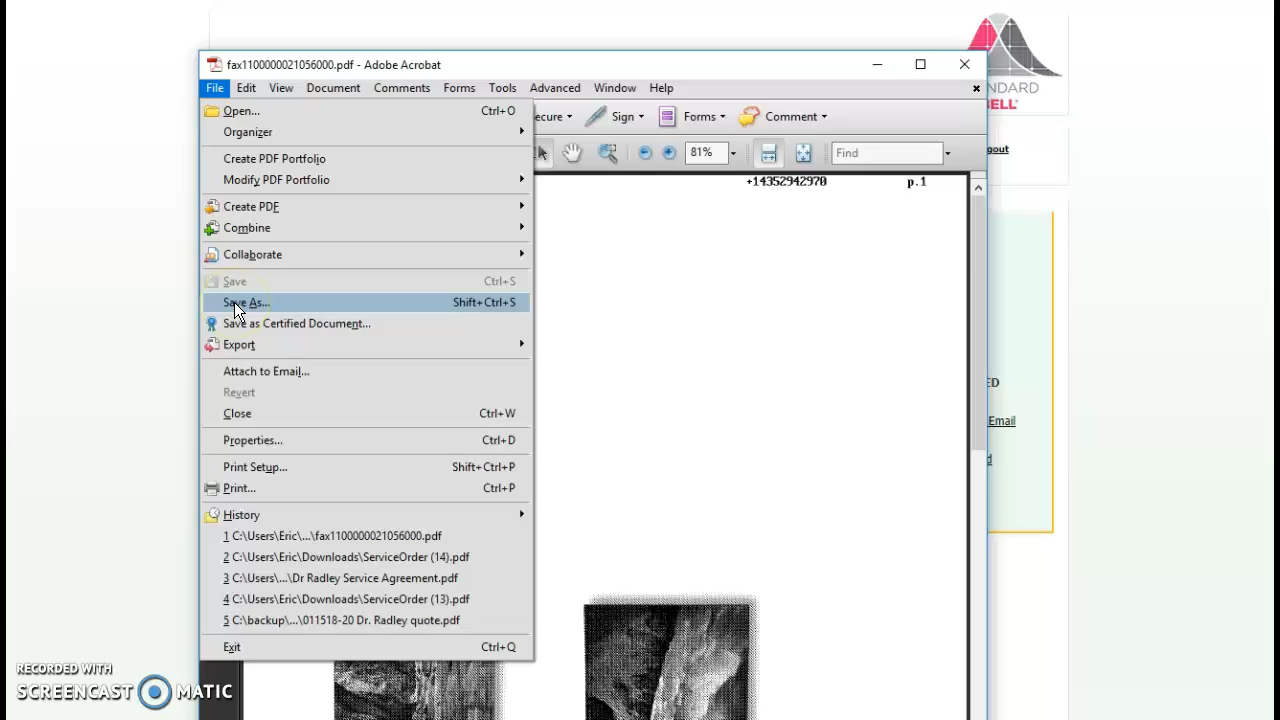 NDARD
BELL
fax1100000021056000.pdf - Adobe Acrobat
File Edit View Document Comments Forms Tools Advanced Window Help
Open... Ctrl+O
ecure Sign Forms Comment
Organizer
81% Find
gout
Create PDF Portfolio
+14352942970 p.1
Modify PDF Portfolio
Create PDF
Combine
Collaborate
Save Ctrl+S
Save As... Shift+Ctrl+S
Save as Certified Document...
Export
Attach to Email...
ED
Revert
Close Ctrl+W
Email
Properties... Ctrl+D
d
Print Setup... Shift+Ctrl+P
Print... Ctrl+P
History
1 C:\Users\Eric\...\fax1100000021056000.pdf
2 C:\Users\Eric\Downloads\ServiceOrder (14).pdf
3 C:\Users\...\Dr Radley Service Agreement.pdf
4 C:\Users\Eric\Downloads\ServiceOrder (13).pdf
5 C:\backup\...\011518-20 Dr. Radley quote.pdf
Exit Ctrl+Q
RECORDED WITH
SCREENCAST MATIC